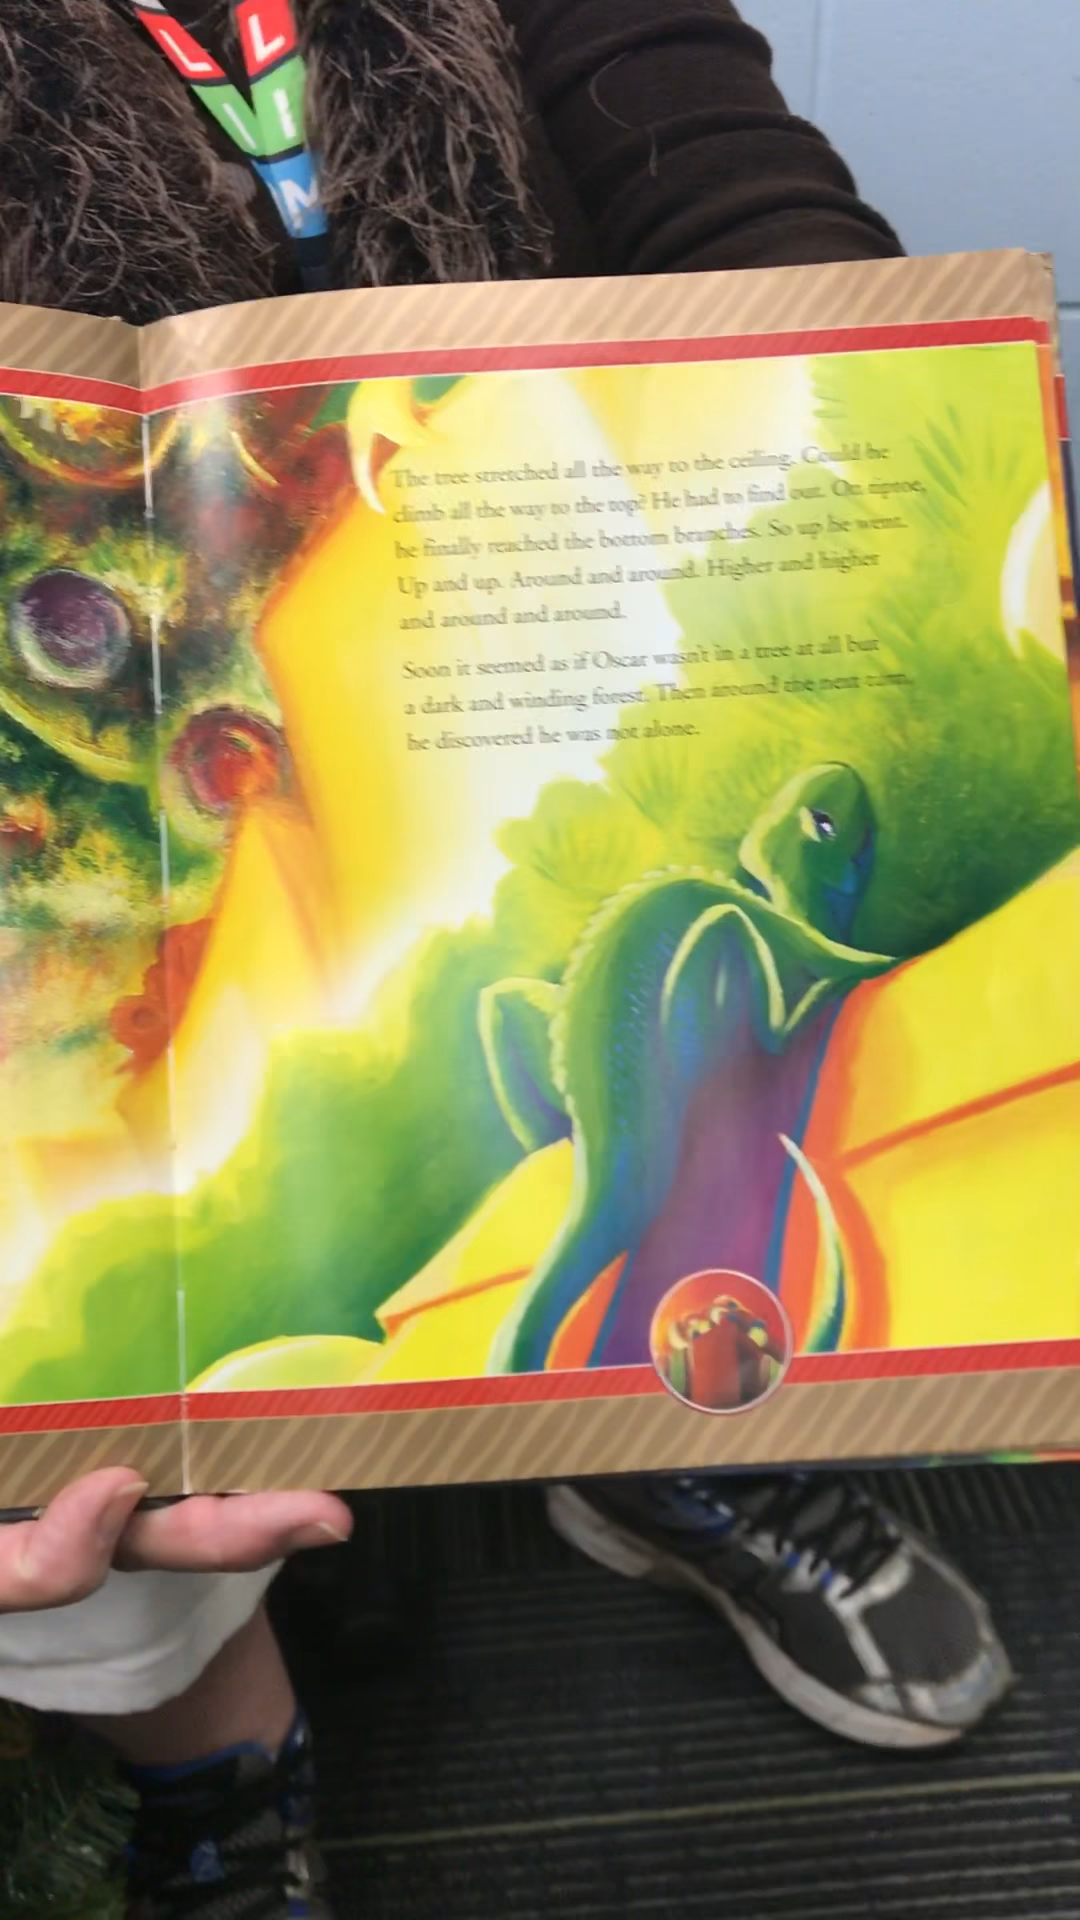 L L
I I
M
The tree stretched all the way to the ceiling. Could he
climb all the way to the top? He had to find out. On tiptoe,
he finally reached the bottom branches. So up he went.
Up and up. Around and around. Higher and higher
and around and around.
Soon it seemed as if Oscar wasn't in a tree at all but
a dark and winding forest. Then around the next turn,
he discovered he was not alone.